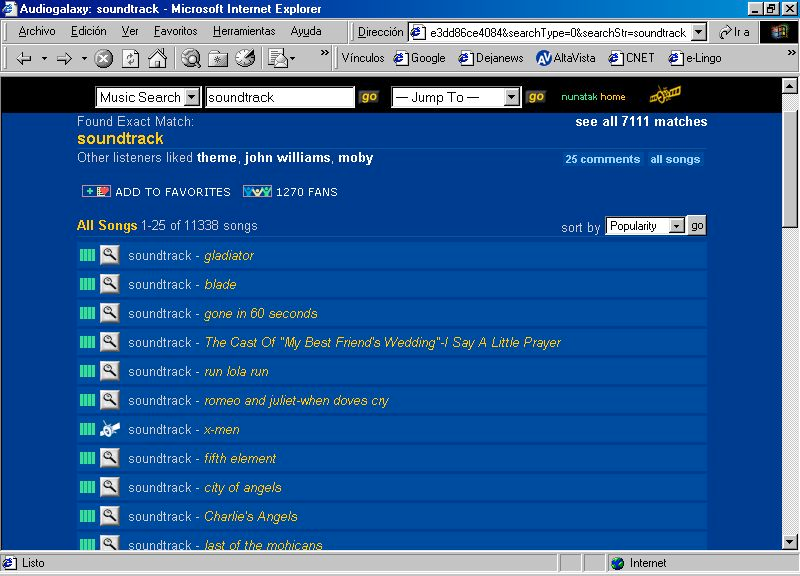 Audiogalaxy: soundtrack - Microsoft Internet Explorer
Archivo Edición Ver Favoritos Herramientas Ayuda Dirección e3dd86ce4084&searchType=0&searchStr=soundtrack Ir a
» Vínculos Google Dejanews AltaVista CNET e-Lingo »
Music Search soundtrack go — Jump To — go nunatak home
Found Exact Match: see all 7111 matches
soundtrack
Other listeners liked theme, john williams, moby 25 comments all songs
ADD TO FAVORITES 1270 FANS
All Songs 1-25 of 11338 songs sort by Popularity go
soundtrack - gladiator
soundtrack - blade
soundtrack - gone in 60 seconds
soundtrack - The Cast Of "My Best Friend's Wedding"-I Say A Little Prayer
soundtrack - run lola run
soundtrack - romeo and juliet-when doves cry
soundtrack - x-men
soundtrack - fifth element
soundtrack - city of angels
soundtrack - Charlie's Angels
soundtrack - last of the mohicans
Listo Internet